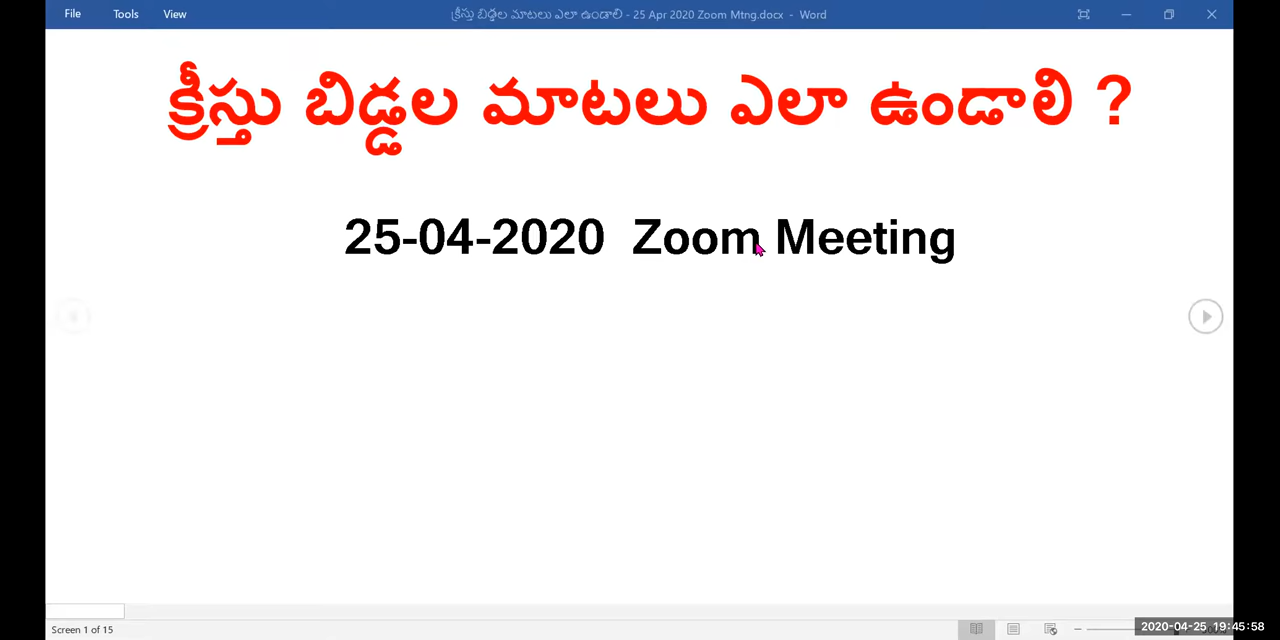 File Tools View క్రీస్తు బిడ్డల మాటలు ఎలా ఉండాలి - 25 Apr 2020 Zoom Mtng.docx - Word
క్రీస్తు బిడ్డల మాటలు ఎలా ఉండాలి ?
25-04-2020 Zoom Meeting
Screen 1 of 15
2020-04-25 19:45:58